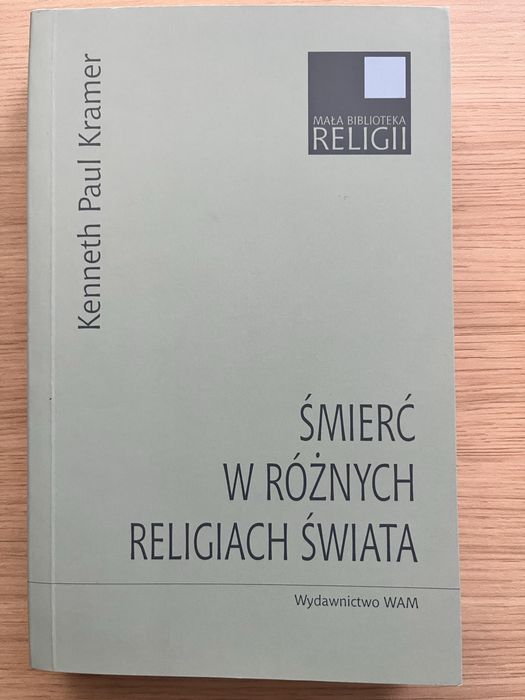 Kenneth Paul Kramer
MAŁA BIBLIOTEKA
RELIGII
ŚMIERĆ
W RÓŻNYCH
RELIGIACH ŚWIATA
Wydawnictwo WAM